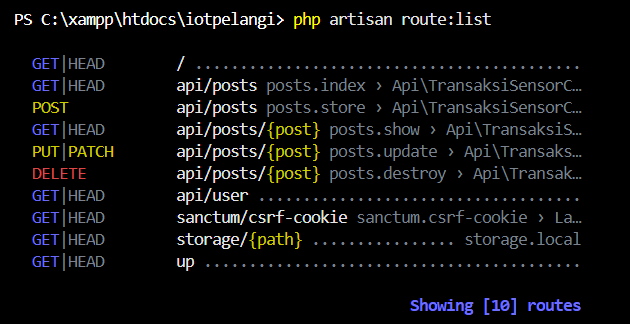 PS C:\xampp\htdocs\iotpelangi> php artisan route:list
GET|HEAD / .............................................
GET|HEAD api/posts posts.index › Api\TransaksiSensorC…
POST api/posts posts.store › Api\TransaksiSensorC…
GET|HEAD api/posts/{post} posts.show › Api\TransaksiS…
PUT|PATCH api/posts/{post} posts.update › Api\Transaks…
DELETE api/posts/{post} posts.destroy › Api\Transak…
GET|HEAD api/user ......................................
GET|HEAD sanctum/csrf-cookie sanctum.csrf-cookie › La…
GET|HEAD storage/{path} ................. storage.local
GET|HEAD up ............................................
Showing [10] routes